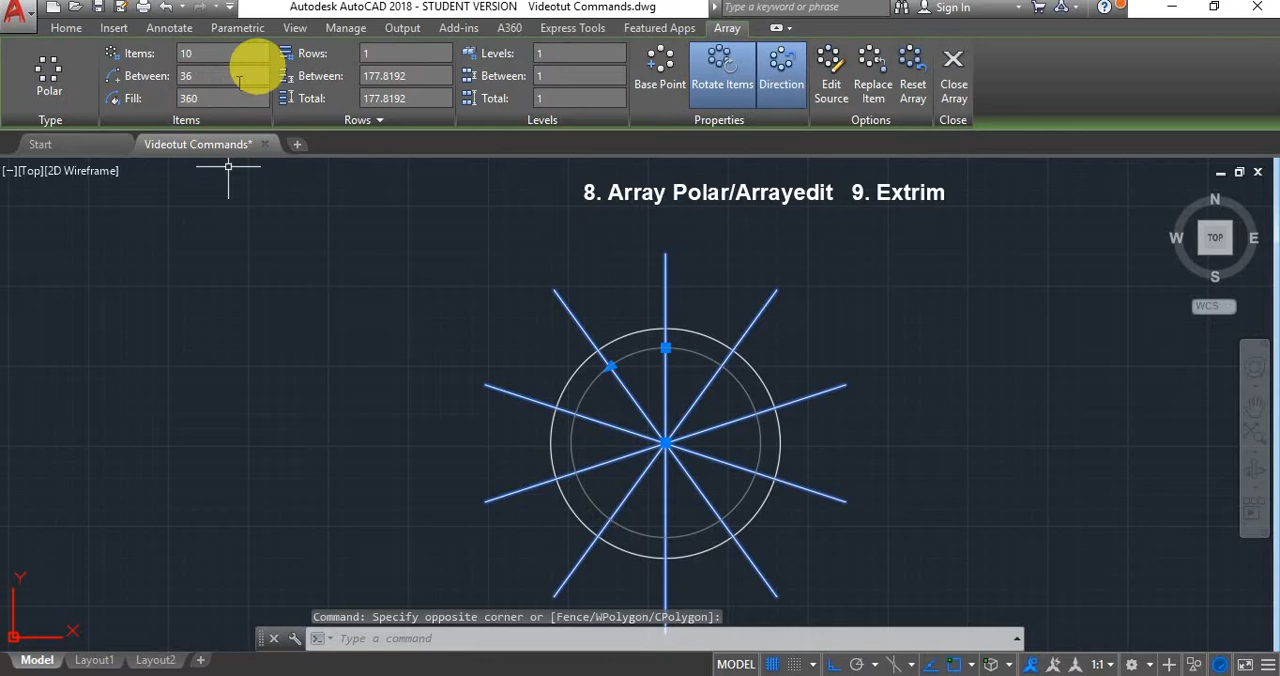 Autodesk AutoCAD 2018 - STUDENT VERSION Videotut Commands.dwg
Type a keyword or phrase
Sign In
Home Insert Annotate Parametric View Manage Output Add-ins A360 Express Tools Featured Apps Array
Items: 10 Rows: 1 Levels: 1
Between: 36 Between: 177.8192 Between: 1
Fill: 360 Total: 177.8192 Total: 1
Polar
Base Point Rotate Items Direction Edit Source Replace Item Reset Array Close Array
Type Items Rows Levels Properties Options Close
Start Videotut Commands*
[−][Top][2D Wireframe]
8. Array Polar/Arrayedit 9. Extrim
N
W TOP E
S
WCS
Y
X
Command: Specify opposite corner or [Fence/WPolygon/CPolygon]:
Type a command
Model Layout1 Layout2
MODEL 1:1